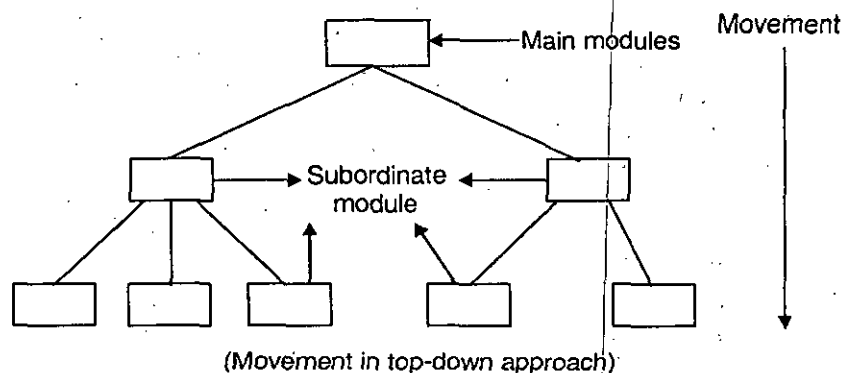 Movement
Main modules
Subordinate
module
(Movement in top-down approach)